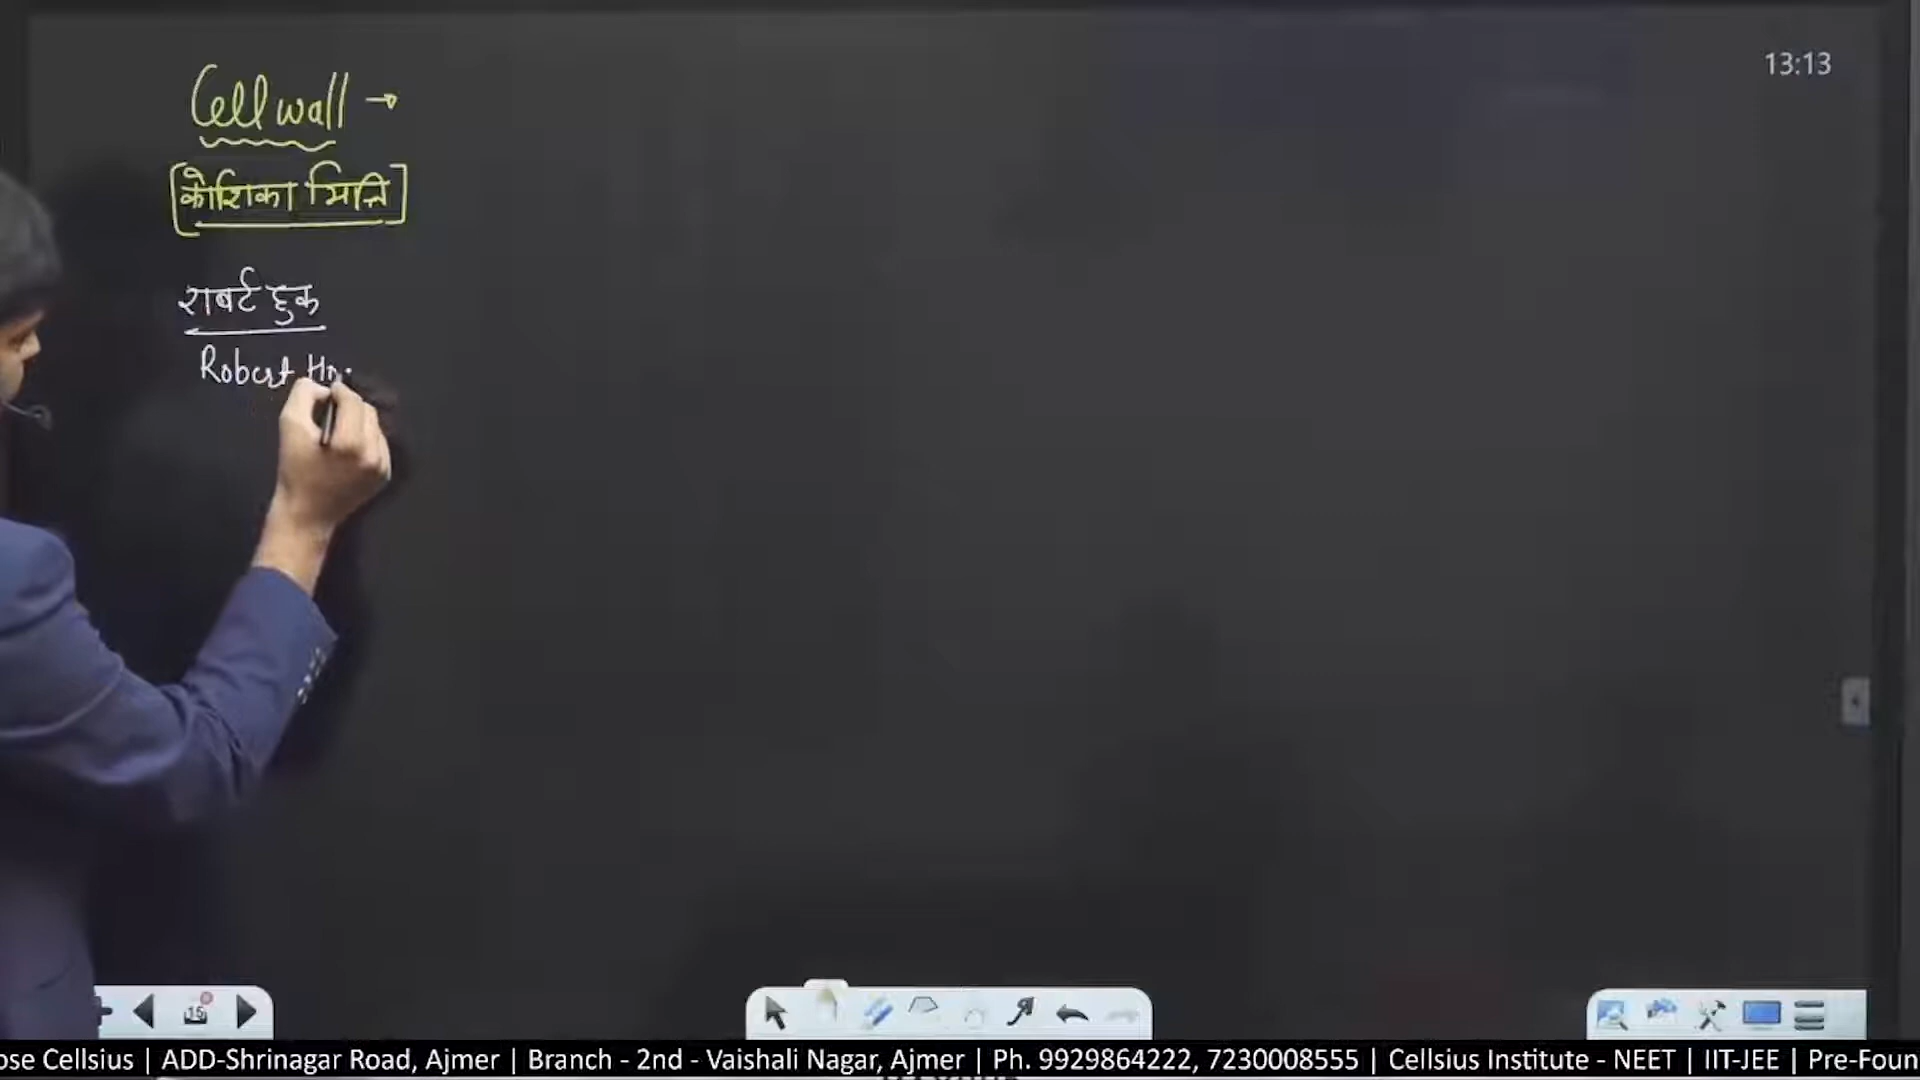 13:13
Cell wall →
[कोशिका भित्ति]
राबर्ट हुक
Robert
15
ose Cellsius | ADD-Shrinagar Road, Ajmer | Branch - 2nd - Vaishali Nagar, Ajmer | Ph. 9929864222, 7230008555 | Cellsius Institute - NEET | IIT-JEE | Pre-Foun